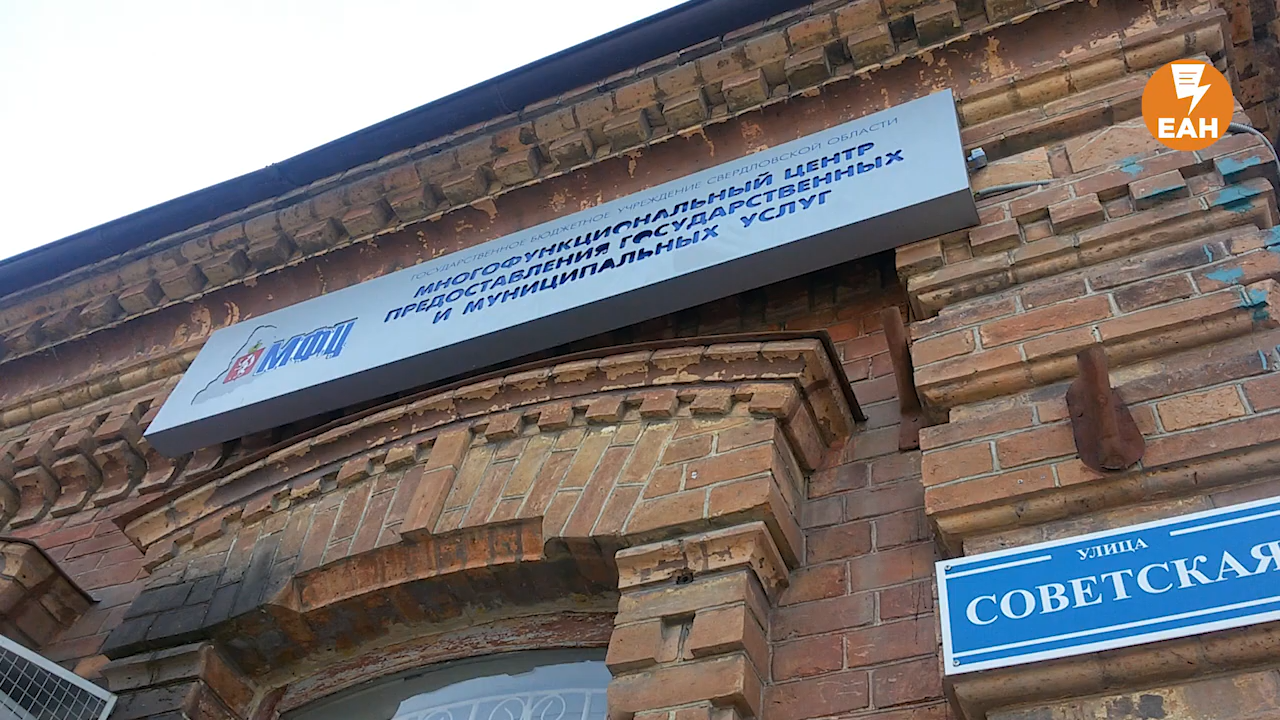 ЕАН
ГОСУДАРСТВЕННОЕ БЮДЖЕТНОЕ УЧРЕЖДЕНИЕ СВЕРДЛОВСКОЙ ОБЛАСТИ
МНОГОФУНКЦИОНАЛЬНЫЙ ЦЕНТР
ПРЕДОСТАВЛЕНИЯ ГОСУДАРСТВЕННЫХ
И МУНИЦИПАЛЬНЫХ УСЛУГ
МФЦ
УЛИЦА
СОВЕТСКАЯ